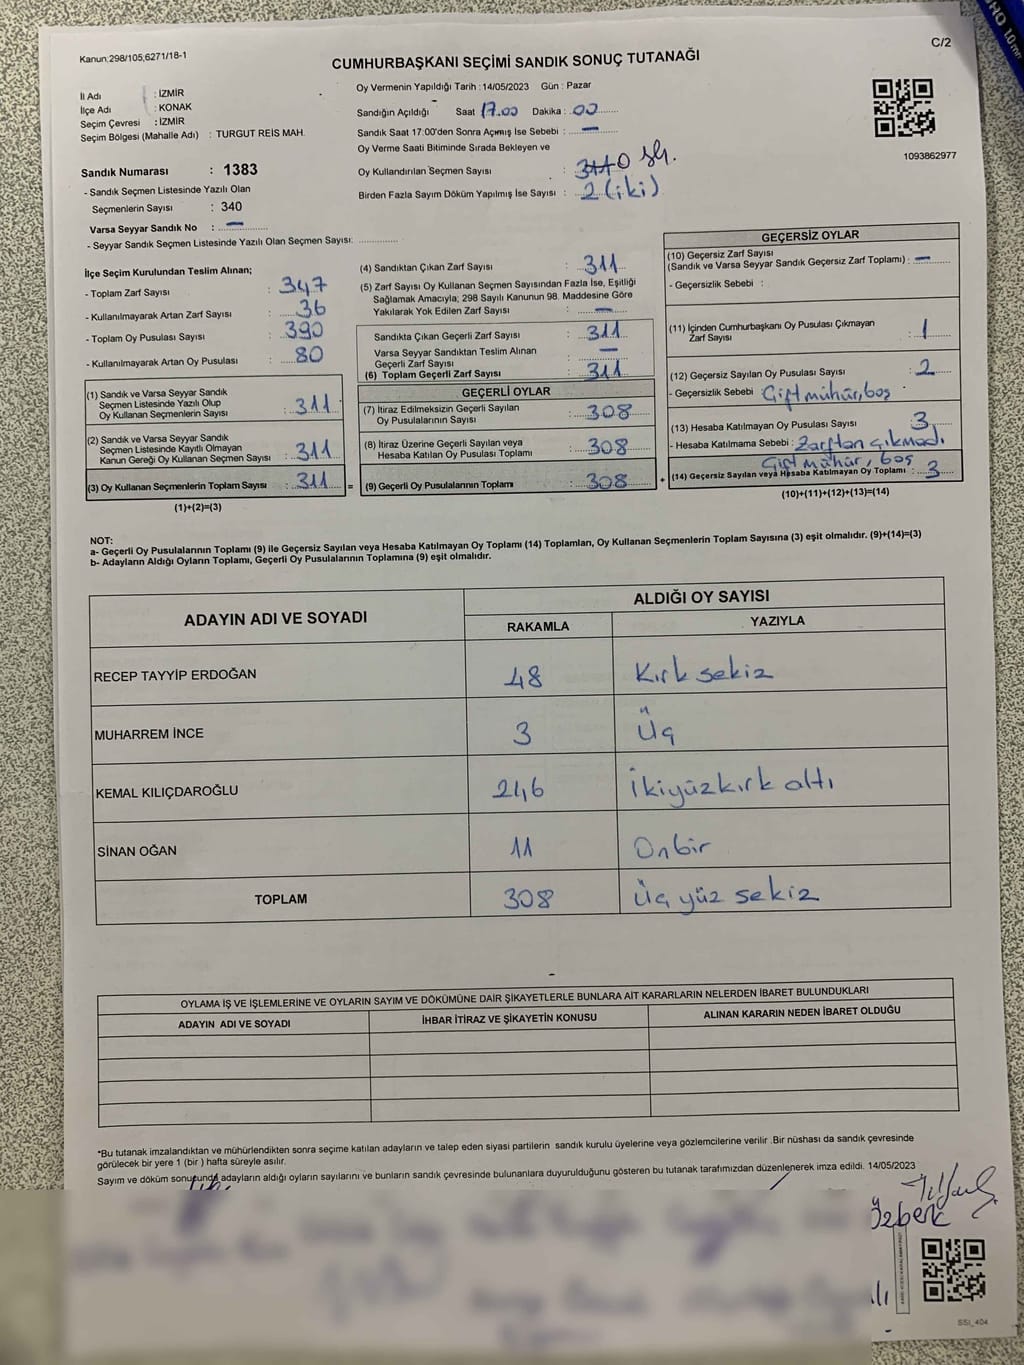 Kanun:298/105,6271/18-1
C/2
CUMHURBAŞKANI SEÇİMİ SANDIK SONUÇ TUTANAĞI
İl Adı : İZMİR
İlçe Adı : KONAK
Seçim Çevresi : İZMİR
Seçim Bölgesi (Mahalle Adı) : TURGUT REİS MAH.
Oy Vermenin Yapıldığı Tarih :14/05/2023 Gün : Pazar
Sandığın Açıldığı Saat 17.00 Dakika : 00
Sandık Saat 17:00'den Sonra Açmış İse Sebebi : —
Oy Verme Saati Bitiminde Sırada Bekleyen ve
Oy Kullandırılan Seçmen Sayısı :
Birden Fazla Sayım Döküm Yapılmış İse Sayısı : 2 (iki)
1093862977
Sandık Numarası : 1383
- Sandık Seçmen Listesinde Yazılı Olan
Seçmenlerin Sayısı : 340
Varsa Seyyar Sandık No : —
- Seyyar Sandık Seçmen Listesinde Yazılı Olan Seçmen Sayısı:
İlçe Seçim Kurulundan Teslim Alınan;
- Toplam Zarf Sayısı : 347
- Kullanılmayarak Artan Zarf Sayısı : 36
- Toplam Oy Pusulası Sayısı : 390
- Kullanılmayarak Artan Oy Pusulası : 80
(1) Sandık ve Varsa Seyyar Sandık
Seçmen Listesinde Yazılı Olup
Oy Kullanan Seçmenlerin Sayısı : 311
(2) Sandık ve Varsa Seyyar Sandık
Seçmen Listesinde Kayıtlı Olmayan
Kanun Gereği Oy Kullanan Seçmen Sayısı : 311
(3) Oy Kullanan Seçmenlerin Toplam Sayısı : 311 =
(1)+(2)=(3)
(4) Sandıktan Çıkan Zarf Sayısı : 311
(5) Zarf Sayısı Oy Kullanan Seçmen Sayısından Fazla İse, Eşitliği
Sağlamak Amacıyla; 298 Sayılı Kanunun 98. Maddesine Göre
Yakılarak Yok Edilen Zarf Sayısı : —
Sandıkta Çıkan Geçerli Zarf Sayısı : 311
Varsa Seyyar Sandıktan Teslim Alınan
Geçerli Zarf Sayısı : —
(6) Toplam Geçerli Zarf Sayısı : 311
GEÇERLİ OYLAR
(7) İtiraz Edilmeksizin Geçerli Sayılan
Oy Pusulalarının Sayısı : 308
(8) İtiraz Üzerine Geçerli Sayılan veya
Hesaba Katılan Oy Pusulası Toplamı : 308
(9) Geçerli Oy Pusulalarının Toplamı : 308 +
GEÇERSİZ OYLAR
(10) Geçersiz Zarf Sayısı
(Sandık ve Varsa Seyyar Sandık Geçersiz Zarf Toplamı) : —
- Geçersizlik Sebebi :
(11) İçinden Cumhurbaşkanı Oy Pusulası Çıkmayan
Zarf Sayısı : 1
(12) Geçersiz Sayılan Oy Pusulası Sayısı : 2
- Geçersizlik Sebebi : Çift mühür, boş
(13) Hesaba Katılmayan Oy Pusulası Sayısı : 3
- Hesaba Katılmama Sebebi : Zarftan çıkmadı.
Çift mühür, boş
(14) Geçersiz Sayılan veya Hesaba Katılmayan Oy Toplamı : 3
(10)+(11)+(12)+(13)=(14)
NOT:
a- Geçerli Oy Pusulalarının Toplamı (9) ile Geçersiz Sayılan veya Hesaba Katılmayan Oy Toplamı (14) Toplamları, Oy Kullanan Seçmenlerin Toplam Sayısına (3) eşit olmalıdır. (9)+(14)=(3)
b- Adayların Aldığı Oyların Toplamı, Geçerli Oy Pusulalarının Toplamına (9) eşit olmalıdır.
ADAYIN ADI VE SOYADI
ALDIĞI OY SAYISI
RAKAMLA YAZIYLA
RECEP TAYYİP ERDOĞAN 48 Kırk sekiz
MUHARREM İNCE 3 Üç
KEMAL KILIÇDAROĞLU 246 İkiyüzkırk altı
SİNAN OĞAN 11 Onbir
TOPLAM 308 Üç yüz sekiz
OYLAMA İŞ VE İŞLEMLERİNE VE OYLARIN SAYIM VE DÖKÜMÜNE DAİR ŞİKAYETLERLE BUNLARA AİT KARARLARIN NELERDEN İBARET BULUNDUKLARI
ADAYIN ADI VE SOYADI İHBAR İTİRAZ VE ŞİKAYETİN KONUSU ALINAN KARARIN NEDEN İBARET OLDUĞU
*Bu tutanak imzalandıktan ve mühürlendikten sonra seçime katılan adayların ve talep eden siyasi partilerin sandık kurulu üyelerine veya gözlemcilerine verilir .Bir nüshası da sandık çevresinde
görülecek bir yere 1 (bir ) hafta süreyle asılır.
Sayım ve döküm sonucunda adayların aldığı oyların sayılarını ve bunların sandık çevresinde bulunanlara duyurulduğunu gösteren bu tutanak tarafımızdan düzenlenerek imza edildi. 14/05/2023
Özberk
SSİ_404